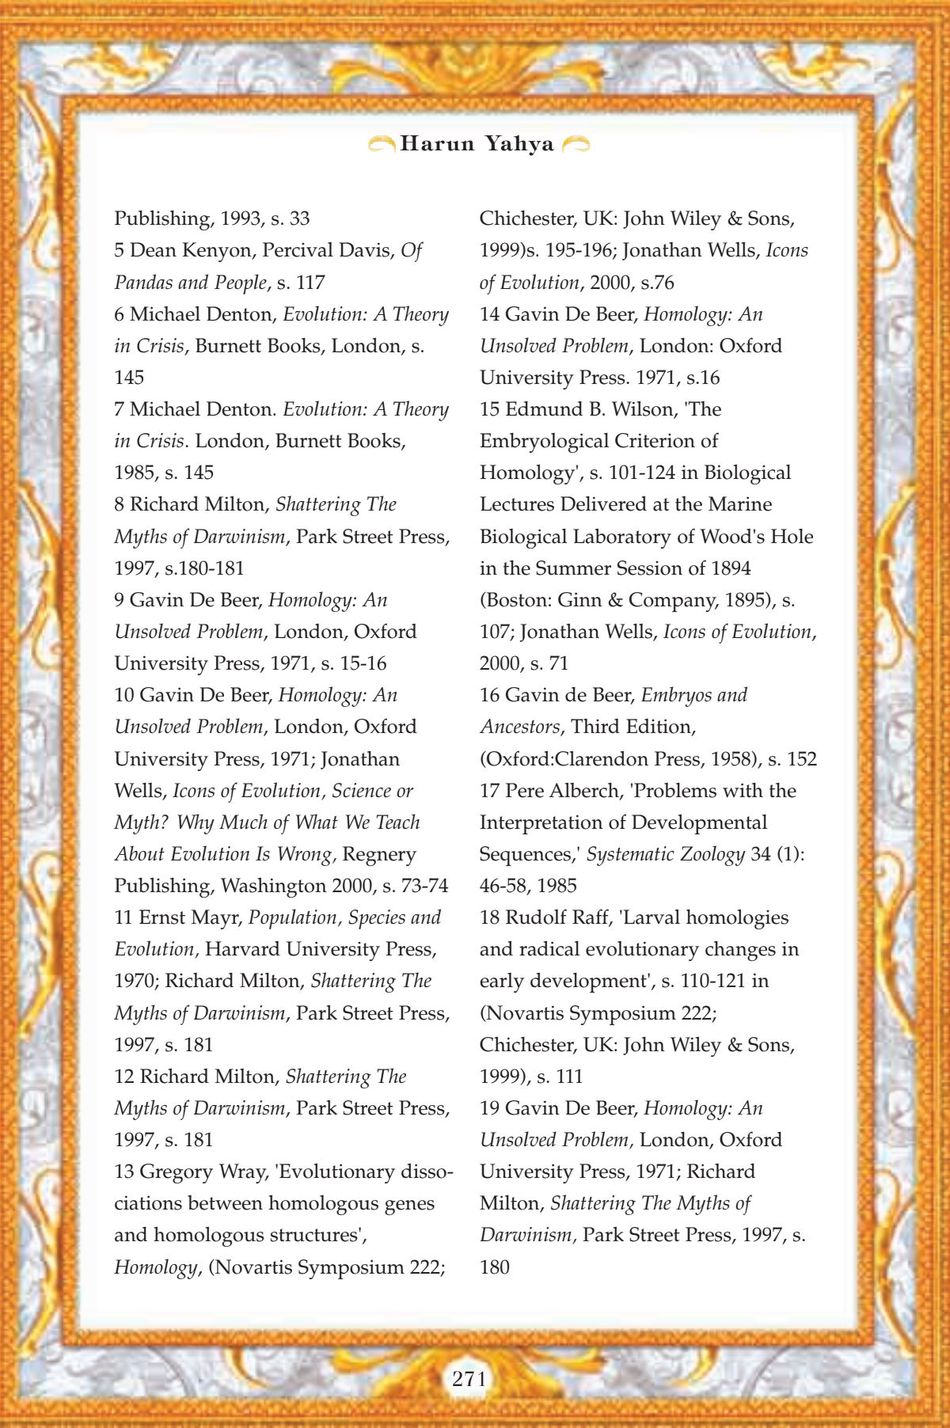 Harun Yahya
Publishing, 1993, s. 33
5 Dean Kenyon, Percival Davis, Of
Pandas and People, s. 117
6 Michael Denton, Evolution: A Theory
in Crisis, Burnett Books, London, s.
145
7 Michael Denton. Evolution: A Theory
in Crisis. London, Burnett Books,
1985, s. 145
8 Richard Milton, Shattering The
Myths of Darwinism, Park Street Press,
1997, s.180-181
9 Gavin De Beer, Homology: An
Unsolved Problem, London, Oxford
University Press, 1971, s. 15-16
10 Gavin De Beer, Homology: An
Unsolved Problem, London, Oxford
University Press, 1971; Jonathan
Wells, Icons of Evolution, Science or
Myth? Why Much of What We Teach
About Evolution Is Wrong, Regnery
Publishing, Washington 2000, s. 73-74
11 Ernst Mayr, Population, Species and
Evolution, Harvard University Press,
1970; Richard Milton, Shattering The
Myths of Darwinism, Park Street Press,
1997, s. 181
12 Richard Milton, Shattering The
Myths of Darwinism, Park Street Press,
1997, s. 181
13 Gregory Wray, 'Evolutionary disso-
ciations between homologous genes
and homologous structures',
Homology, (Novartis Symposium 222;
Chichester, UK: John Wiley & Sons,
1999)s. 195-196; Jonathan Wells, Icons
of Evolution, 2000, s.76
14 Gavin De Beer, Homology: An
Unsolved Problem, London: Oxford
University Press. 1971, s.16
15 Edmund B. Wilson, 'The
Embryological Criterion of
Homology', s. 101-124 in Biological
Lectures Delivered at the Marine
Biological Laboratory of Wood's Hole
in the Summer Session of 1894
(Boston: Ginn & Company, 1895), s.
107; Jonathan Wells, Icons of Evolution,
2000, s. 71
16 Gavin de Beer, Embryos and
Ancestors, Third Edition,
(Oxford:Clarendon Press, 1958), s. 152
17 Pere Alberch, 'Problems with the
Interpretation of Developmental
Sequences,' Systematic Zoology 34 (1):
46-58, 1985
18 Rudolf Raff, 'Larval homologies
and radical evolutionary changes in
early development', s. 110-121 in
(Novartis Symposium 222;
Chichester, UK: John Wiley & Sons,
1999), s. 111
19 Gavin De Beer, Homology: An
Unsolved Problem, London, Oxford
University Press, 1971; Richard
Milton, Shattering The Myths of
Darwinism, Park Street Press, 1997, s.
180
271